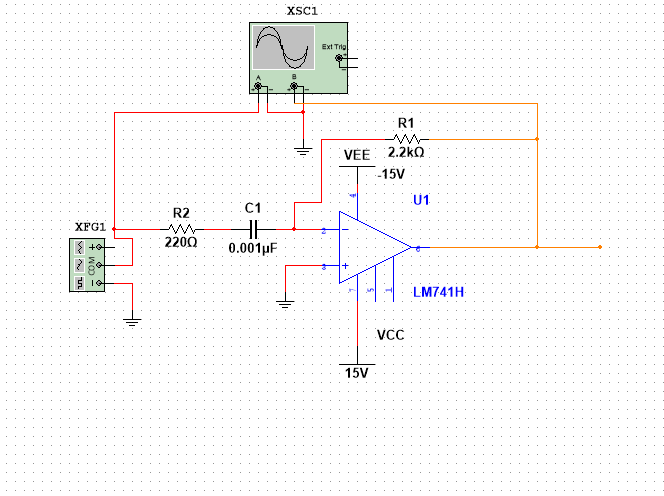 XSC1
Ext Trig
+
-
A
B
+ - + -
R1
2.2kΩ
VEE
-15V
4
U1
R2
C1
XFG1
220Ω
0.001µF
2
6
+
COM
3
7
5
1
LM741H
VCC
15V